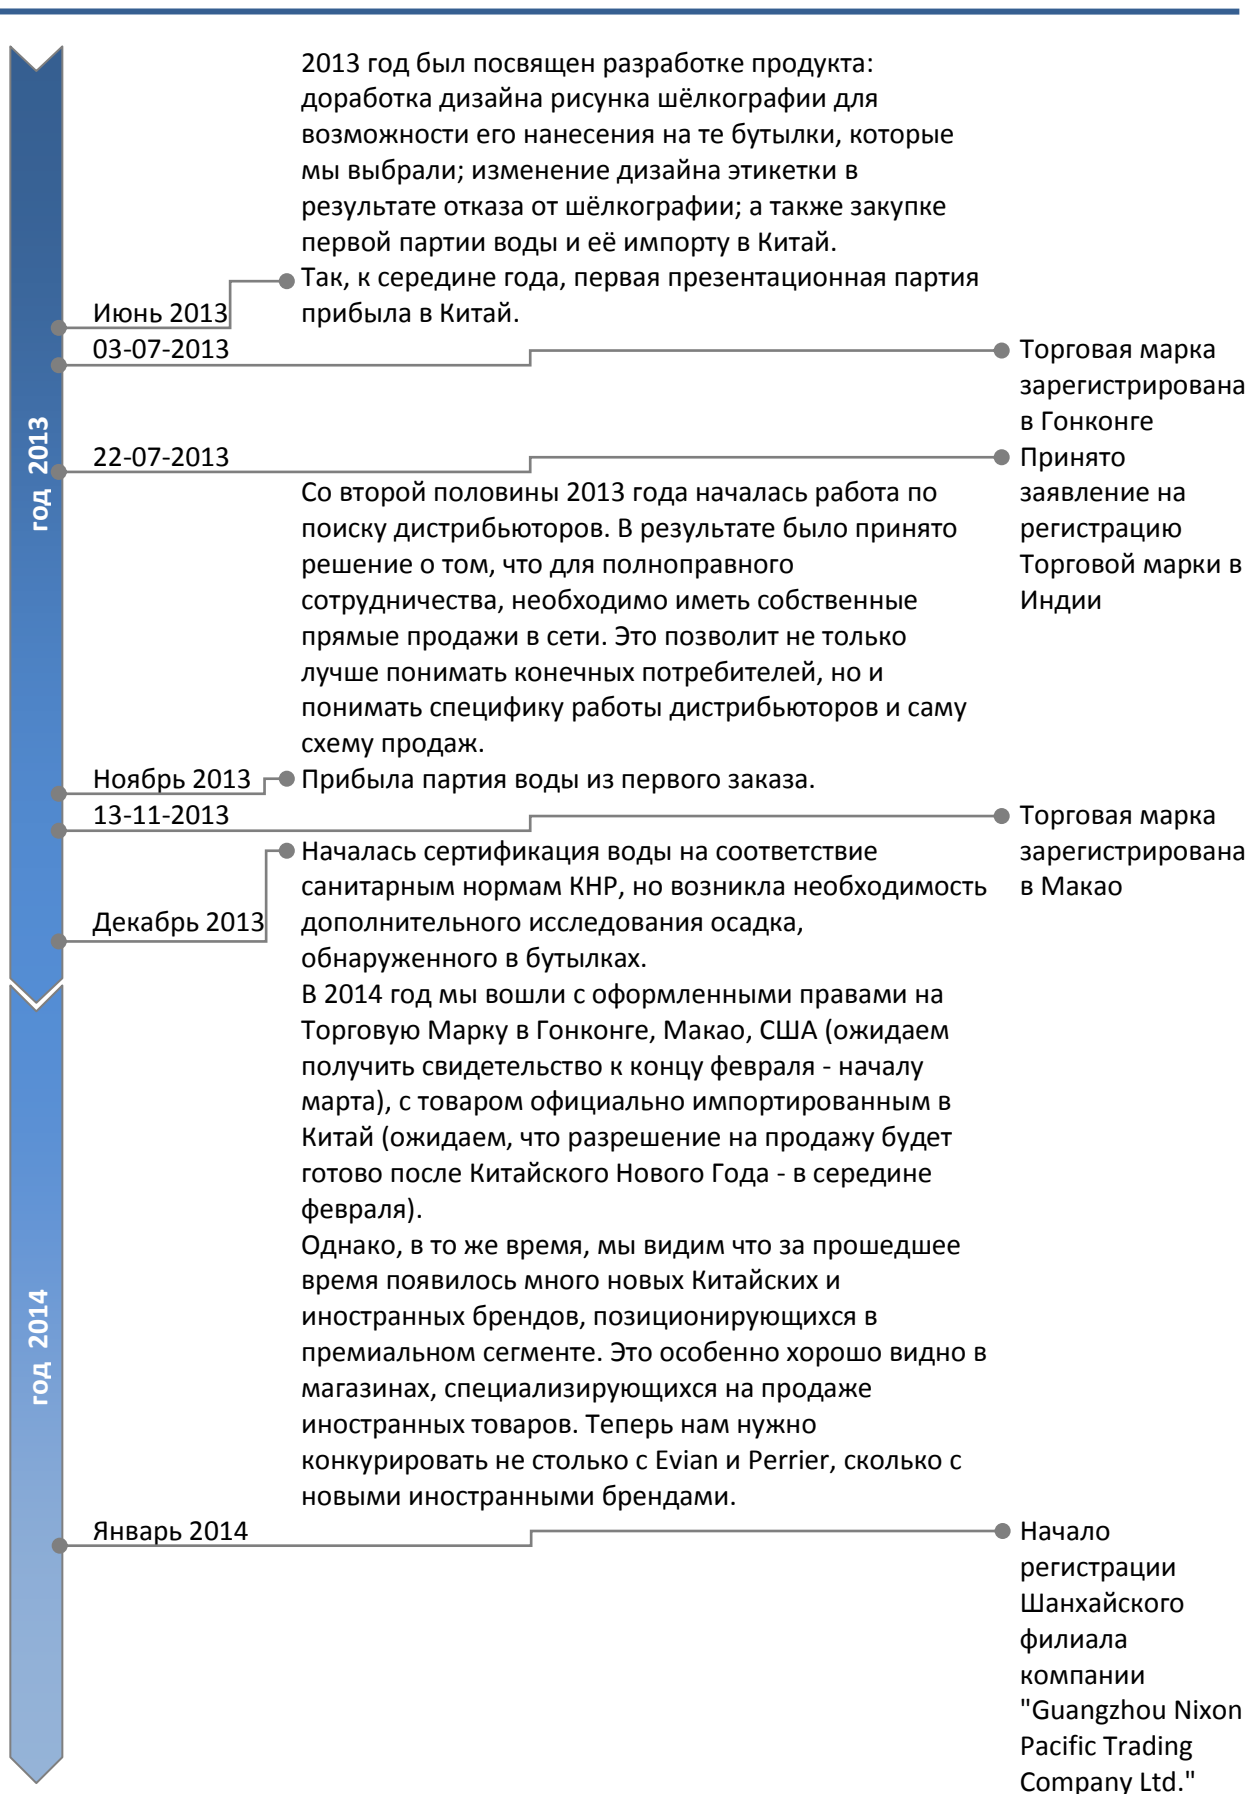 2013 год был посвящен разработке продукта:
доработка дизайна рисунка шёлкографии для
возможности его нанесения на те бутылки, которые
мы выбрали; изменение дизайна этикетки в
результате отказа от шёлкографии; а также закупке
первой партии воды и её импорту в Китай.
Июнь 2013
Так, к середине года, первая презентационная партия
прибыла в Китай.
03-07-2013
Торговая марка
зарегистрирована
в Гонконге
год 2013
22-07-2013
Принято
заявление на
регистрацию
Торговой марки в
Индии
Со второй половины 2013 года началась работа по
поиску дистрибьюторов. В результате было принято
решение о том, что для полноправного
сотрудничества, необходимо иметь собственные
прямые продажи в сети. Это позволит не только
лучше понимать конечных потребителей, но и
понимать специфику работы дистрибьюторов и саму
схему продаж.
Ноябрь 2013
Прибыла партия воды из первого заказа.
13-11-2013
Торговая марка
зарегистрирована
в Макао
Декабрь 2013
Началась сертификация воды на соответствие
санитарным нормам КНР, но возникла необходимость
дополнительного исследования осадка,
обнаруженного в бутылках.
В 2014 год мы вошли с оформленными правами на
Торговую Марку в Гонконге, Макао, США (ожидаем
получить свидетельство к концу февраля - началу
марта), с товаром официально импортированным в
Китай (ожидаем, что разрешение на продажу будет
готово после Китайского Нового Года - в середине
февраля).
Однако, в то же время, мы видим что за прошедшее
время появилось много новых Китайских и
иностранных брендов, позиционирующихся в
премиальном сегменте. Это особенно хорошо видно в
магазинах, специализирующихся на продаже
иностранных товаров. Теперь нам нужно
конкурировать не столько с Evian и Perrier, сколько с
новыми иностранными брендами.
год 2014
Январь 2014
Начало
регистрации
Шанхайского
филиала
компании
"Guangzhou Nixon
Pacific Trading
Company Ltd."